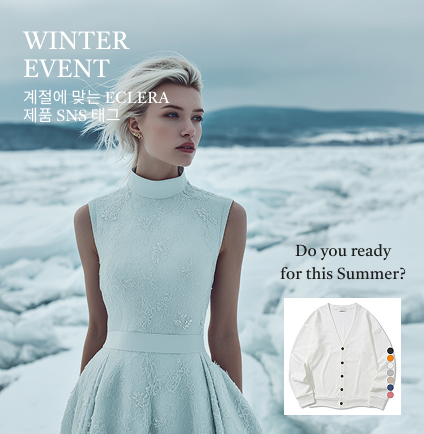 WINTER
EVENT
계절에 맞는 ECLERA
제품 SNS 태그
Do you ready
for this Summer?